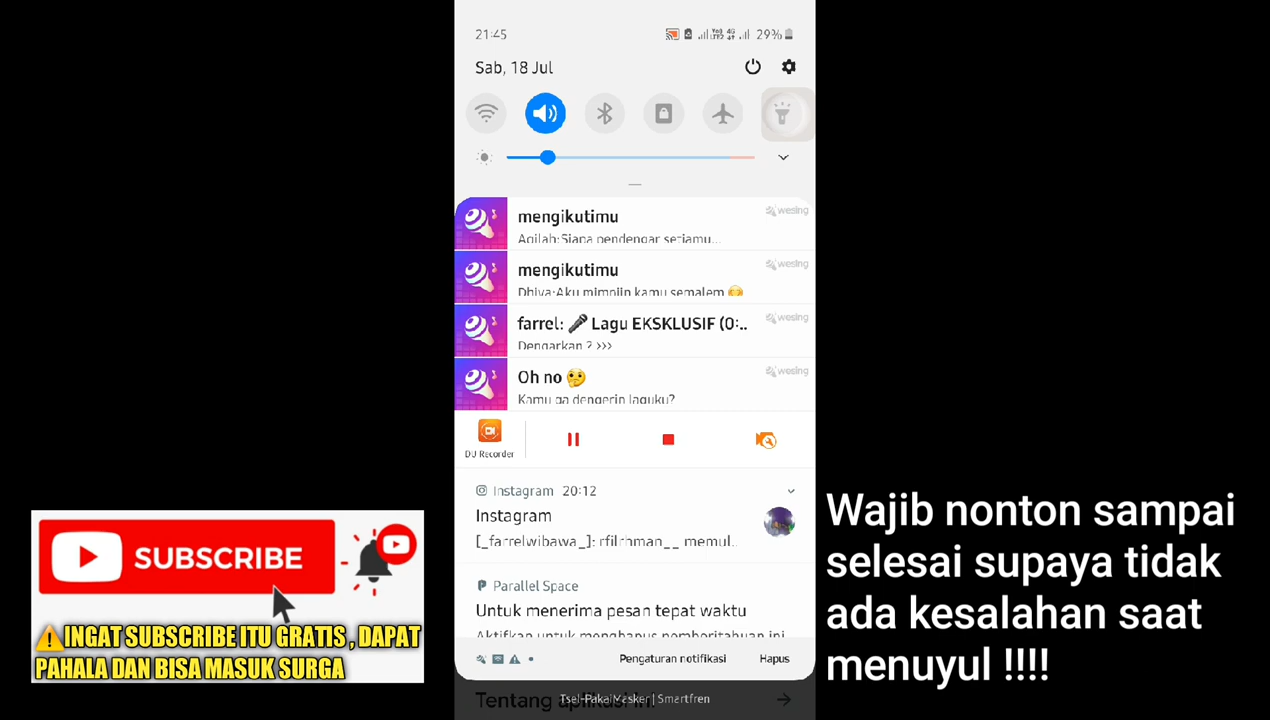 21:45
29%
Sab, 18 Jul
mengikutimu
wesing
Aqilah:Siapa pendengar setiamu...
mengikutimu
wesing
Dhiva:Aku mimpiin kamu semalem
farrel: 🎤 Lagu EKSKLUSIF (0:..
wesing
Dengarkan ? >>>
Oh no 🤔
wesing
Kamu ga dengerin laguku?
DU Recorder
Instagram 20:12
Instagram
[_farrelwibawa_]: rfilrhman__ memul..
Parallel Space
Untuk menerima pesan tepat waktu
Aktifkan untuk menghapus pemberitahuan ini
Pengaturan notifikasi
Hapus
Tentang aplikasi ini
Tsel-PakaiMasker | Smartfren
SUBSCRIBE
⚠INGAT SUBSCRIBE ITU GRATIS , DAPAT
PAHALA DAN BISA MASUK SURGA
Wajib nonton sampai
selesai supaya tidak
ada kesalahan saat
menuyul !!!!